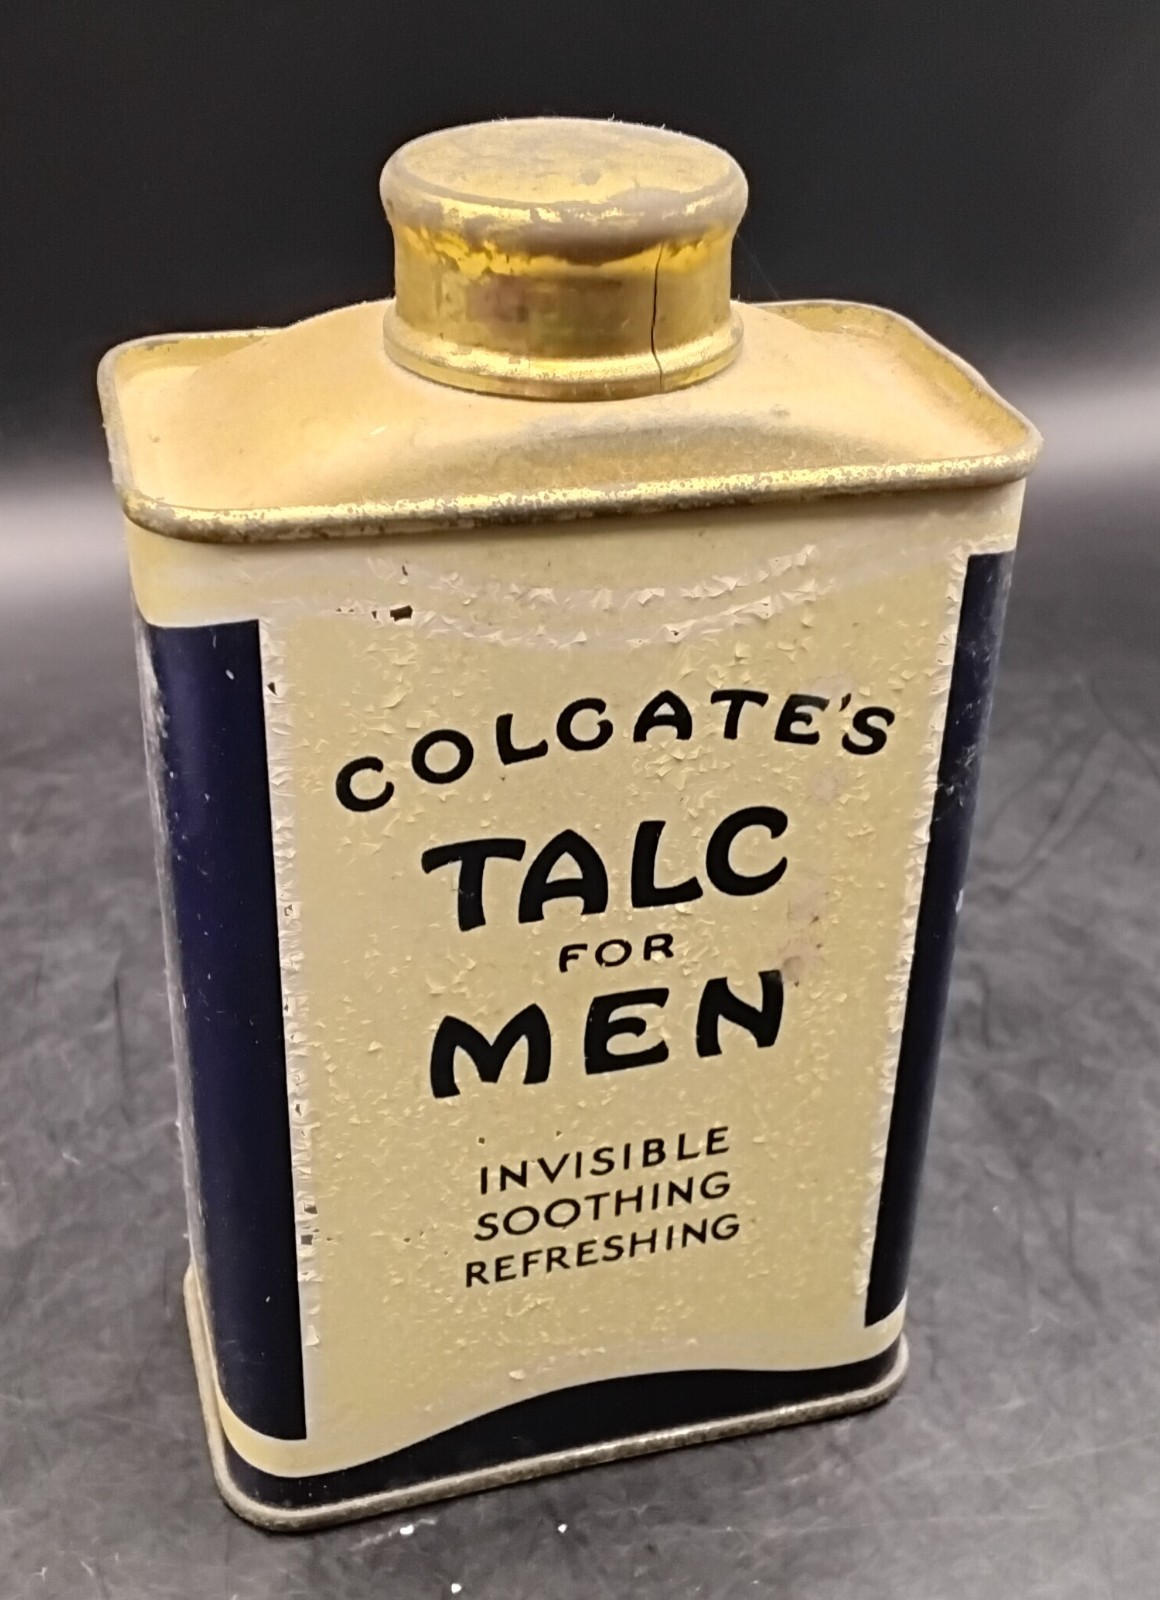 COLGATE'S
TALC
FOR
MEN
INVISIBLE
SOOTHING
REFRESHING